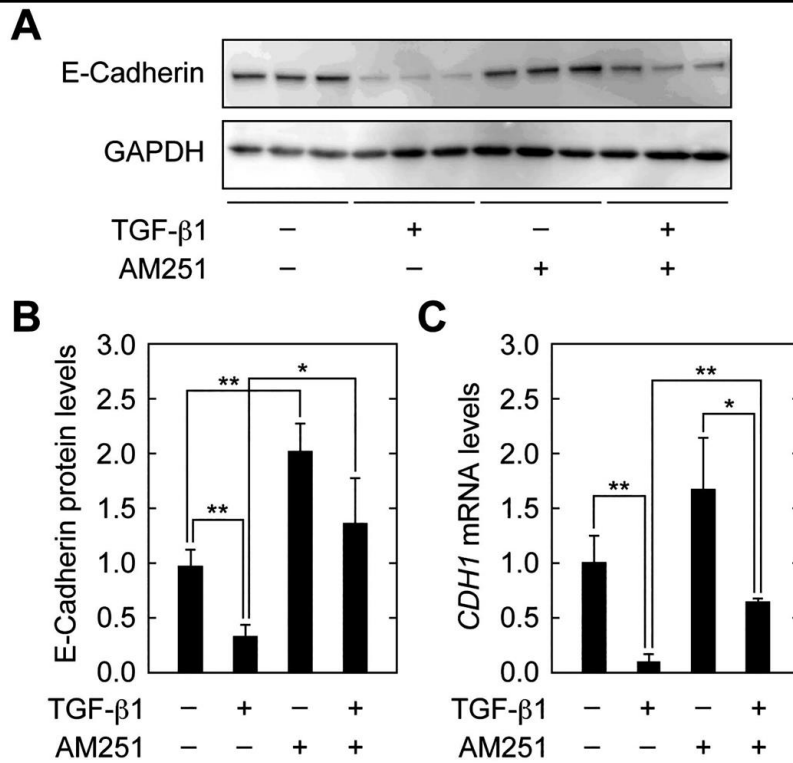 A
E-Cadherin
GAPDH
TGF-β1 – + – +
AM251 – – + +
B
E-Cadherin protein levels
3.0
2.5
2.0
1.5
1.0
0.5
0.0
**
**
*
TGF-β1 – + – +
AM251 – – + +
C
CDH1 mRNA levels
3.0
2.5
2.0
1.5
1.0
0.5
0.0
**
**
*
TGF-β1 – + – +
AM251 – – + +